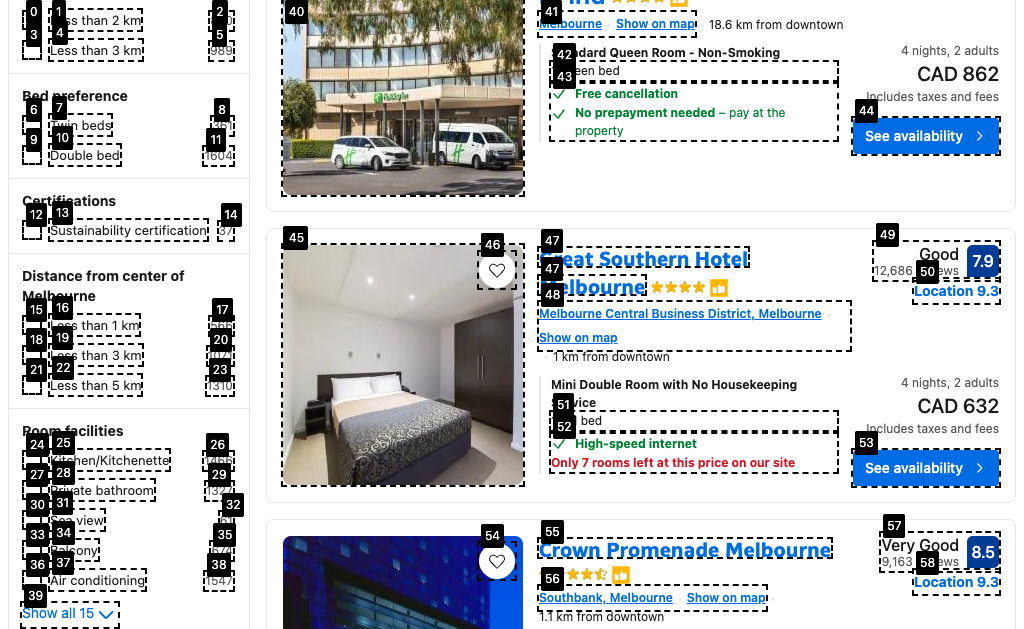 0
1
Less than 2 km
2
3
4
Less than 3 km
5
989
Bed preference
6
7
Twin beds
8
361
9
10
Double bed
11
1604
Certifications
12
13
Sustainability certification
14
37
Distance from center of
Melbourne
15
16
Less than 1 km
17
18
19
Less than 3 km
20
1071
21
22
Less than 5 km
23
1310
Room facilities
24
25
Kitchen/Kitchenette
26
1466
27
28
Private bathroom
29
1327
30
31
Sea view
32
61
33
34
Balcony
35
674
36
37
Air conditioning
38
1547
39
Show all 15
40
41
Melbourne
Show on map
18.6 km from downtown
42
Standard Queen Room - Non-Smoking
43
queen bed
Free cancellation
No prepayment needed – pay at the
property
4 nights, 2 adults
CAD 862
Includes taxes and fees
44
See availability
45
46
47
Great Southern Hotel
47
Melbourne
48
Melbourne Central Business District, Melbourne
Show on map
1 km from downtown
49
Good
12,686 reviews
7.9
50
Location 9.3
Mini Double Room with No Housekeeping
Service
51
bed
52
High-speed internet
Only 7 rooms left at this price on our site
4 nights, 2 adults
CAD 632
Includes taxes and fees
53
See availability
54
55
Crown Promenade Melbourne
56
Southbank, Melbourne
Show on map
1.1 km from downtown
57
Very Good
9,163 reviews
8.5
58
Location 9.3